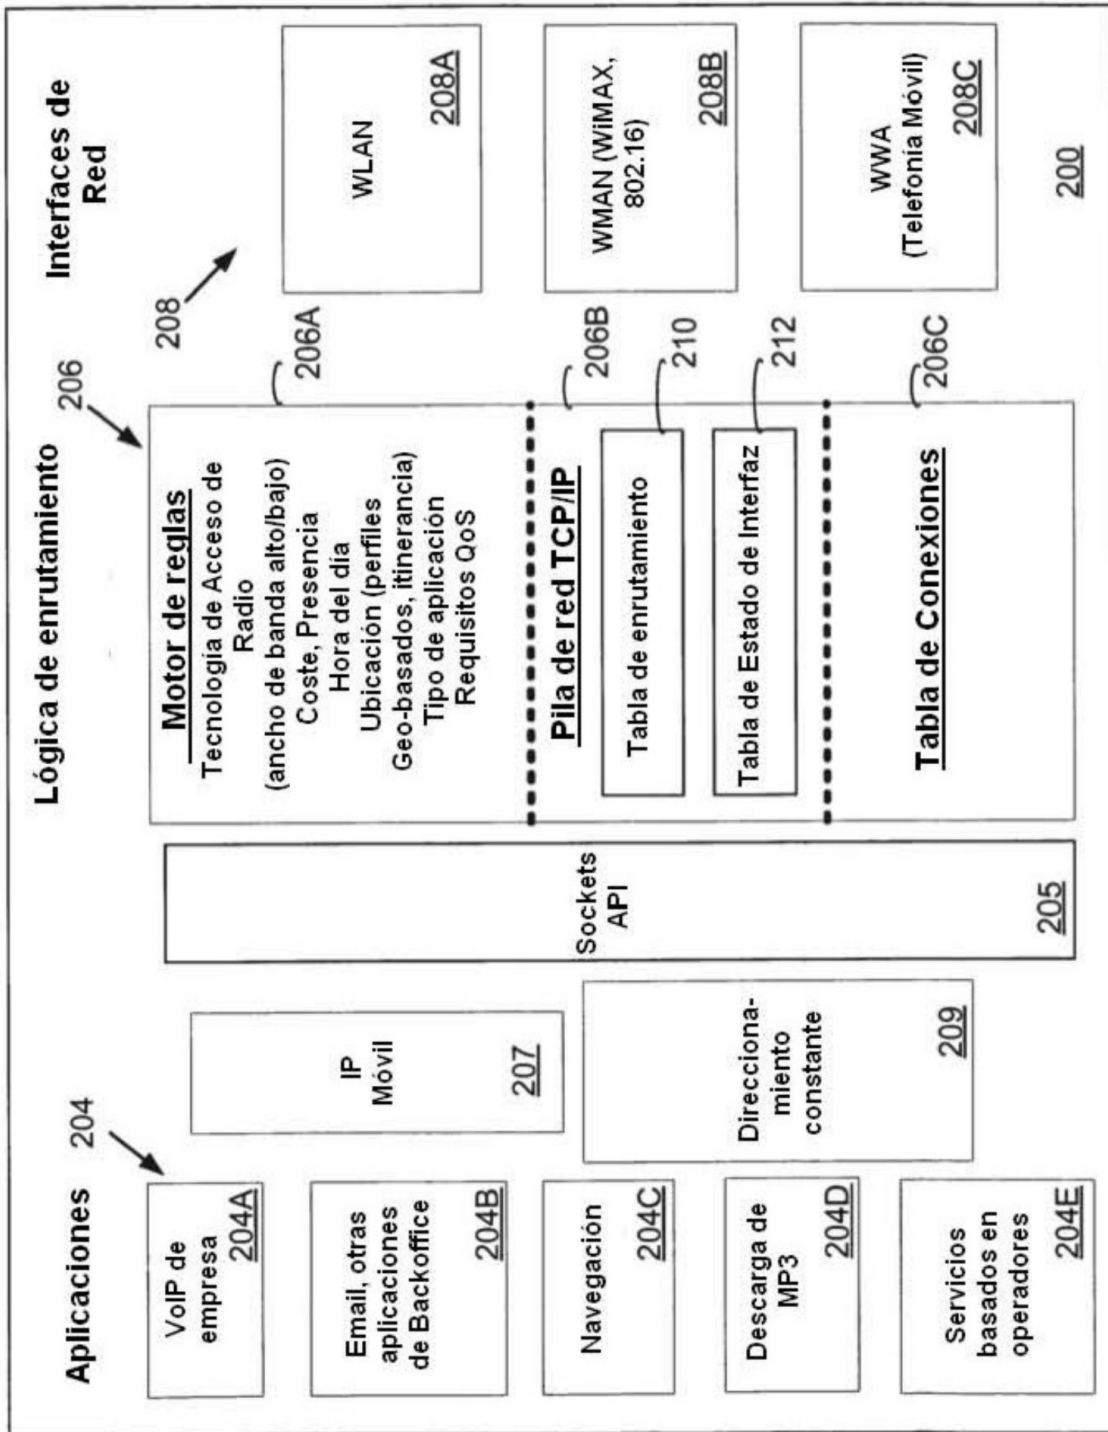 Aplicaciones
204
VoIP de
empresa
204A
Email, otras
aplicaciones
de Backoffice
204B
Navegación
204C
Descarga de
MP3
204D
Servicios
basados en
operadores
204E
IP
Móvil
207
Direcciona-
miento
constante
209
Sockets
API
205
Lógica de enrutamiento
206
Motor de reglas
Tecnología de Acceso de
Radio
(ancho de banda alto/bajo)
Coste, Presencia
Hora del día
Ubicación (perfiles
Geo-basados, itinerancia)
Tipo de aplicación
Requisitos QoS
206A
Pila de red TCP/IP
206B
Tabla de enrutamiento
210
Tabla de Estado de Interfaz
212
Tabla de Conexiones
206C
Interfaces de
Red
208
WLAN
208A
WMAN (WiMAX,
802.16)
208B
WWA
(Telefonía Móvil)
208C
200